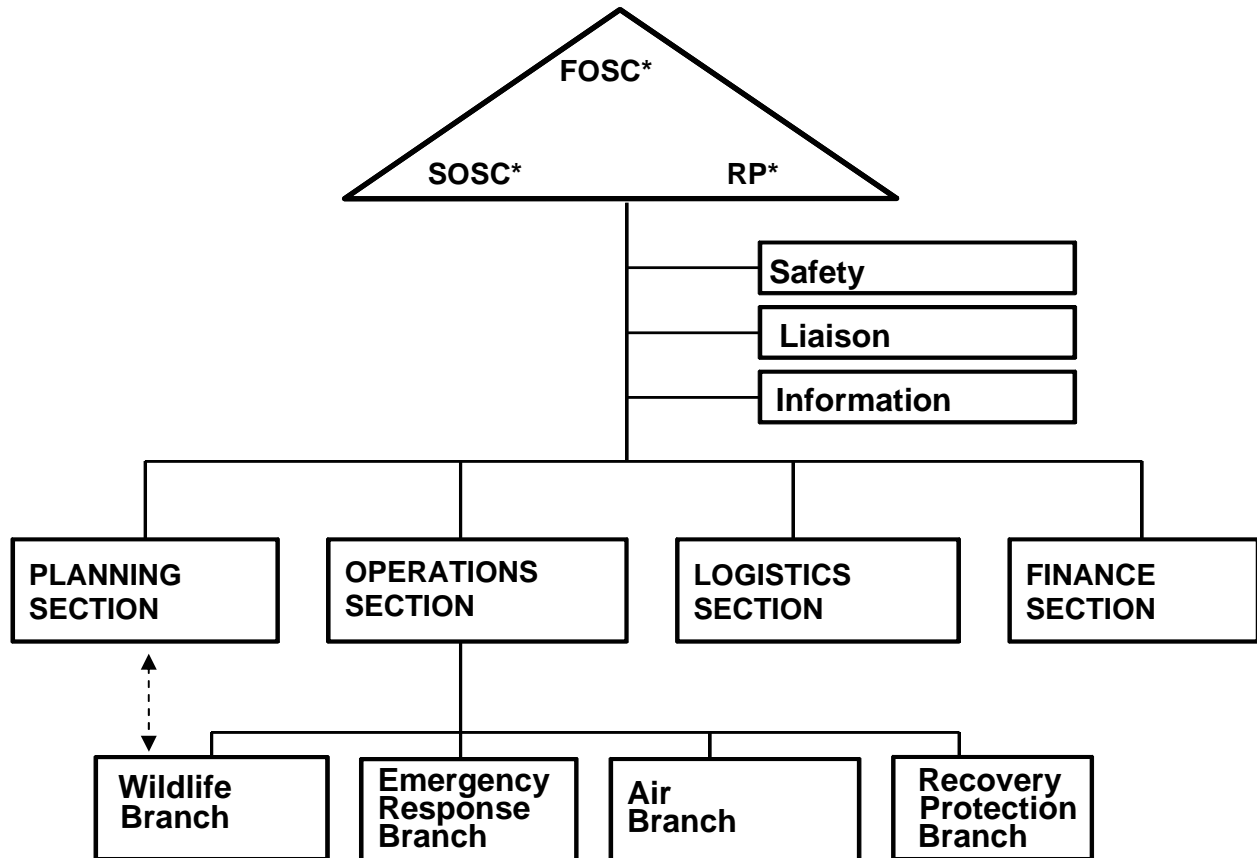 FOSC*
SOSC*
RP*
Safety
Liaison
Information
PLANNING
SECTION
OPERATIONS
SECTION
LOGISTICS
SECTION
FINANCE
SECTION
Wildlife
Branch
Emergency
Response
Branch
Air
Branch
Recovery
Protection
Branch